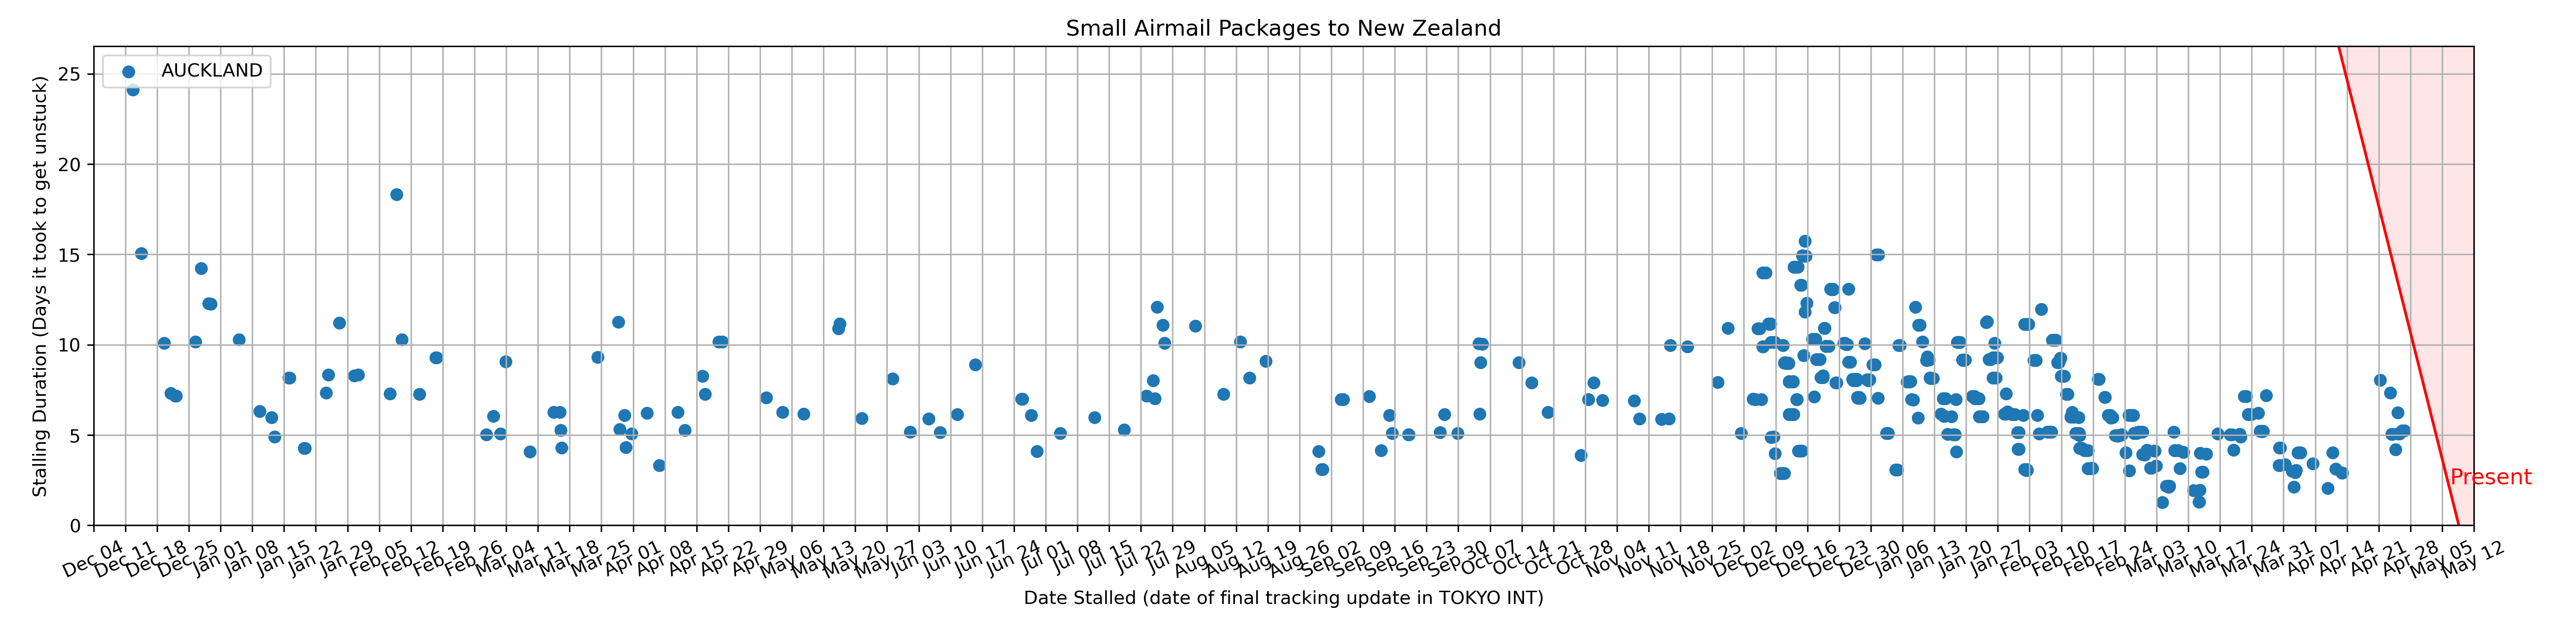 Small Airmail Packages to New Zealand
AUCKLAND
Stalling Duration (Days it took to get unstuck)
25
20
15
10
5
0
Present
Dec 04
Dec 11
Dec 18
Dec 25
Jan 01
Jan 08
Jan 15
Jan 22
Jan 29
Feb 05
Feb 12
Feb 19
Feb 26
Mar 04
Mar 11
Mar 18
Mar 25
Apr 01
Apr 08
Apr 15
Apr 22
Apr 29
May 06
May 13
May 20
May 27
Jun 03
Jun 10
Jun 17
Jun 24
Jul 01
Jul 08
Jul 15
Jul 22
Jul 29
Aug 05
Aug 12
Aug 19
Aug 26
Sep 02
Sep 09
Sep 16
Sep 23
Sep 30
Oct 07
Oct 14
Oct 21
Oct 28
Nov 04
Nov 11
Nov 18
Nov 25
Dec 02
Dec 09
Dec 16
Dec 23
Dec 30
Jan 06
Jan 13
Jan 20
Jan 27
Feb 03
Feb 10
Feb 17
Feb 24
Mar 03
Mar 10
Mar 17
Mar 24
Mar 31
Apr 07
Apr 14
Apr 21
Apr 28
May 05
May 12
Date Stalled (date of final tracking update in TOKYO INT)